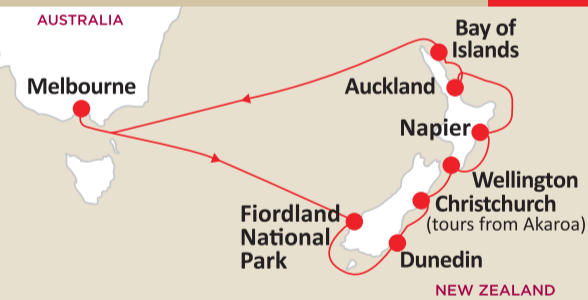 AUSTRALIA
Bay of
Islands
Melbourne
Auckland
Napier
Wellington
Christchurch
(tours from Akaroa)
Fiordland
National
Park
Dunedin
NEW ZEALAND